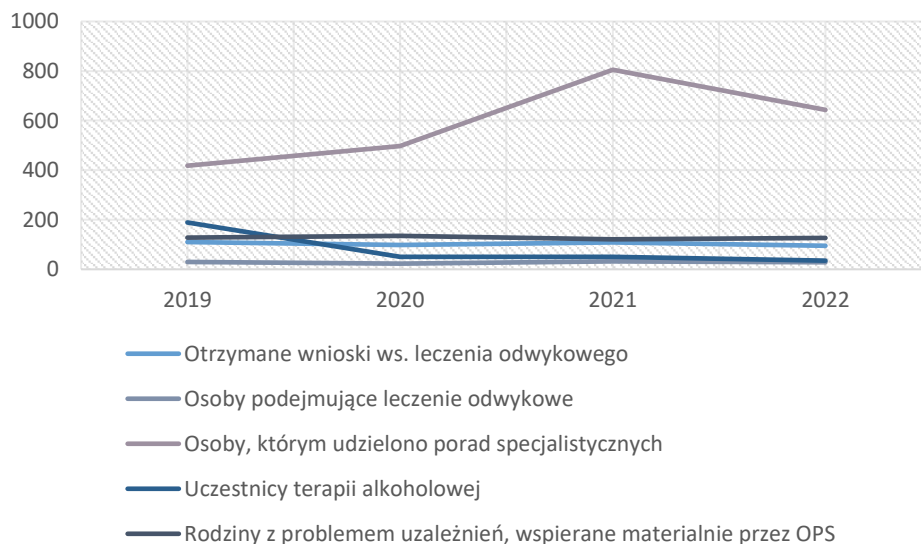 1000
800
600
400
200
0
2019 2020 2021 2022
Otrzymane wnioski ws. leczenia odwykowego
Osoby podejmujące leczenie odwykowe
Osoby, którym udzielono porad specjalistycznych
Uczestnicy terapii alkoholowej
Rodziny z problemem uzależnień, wspierane materialnie przez OPS